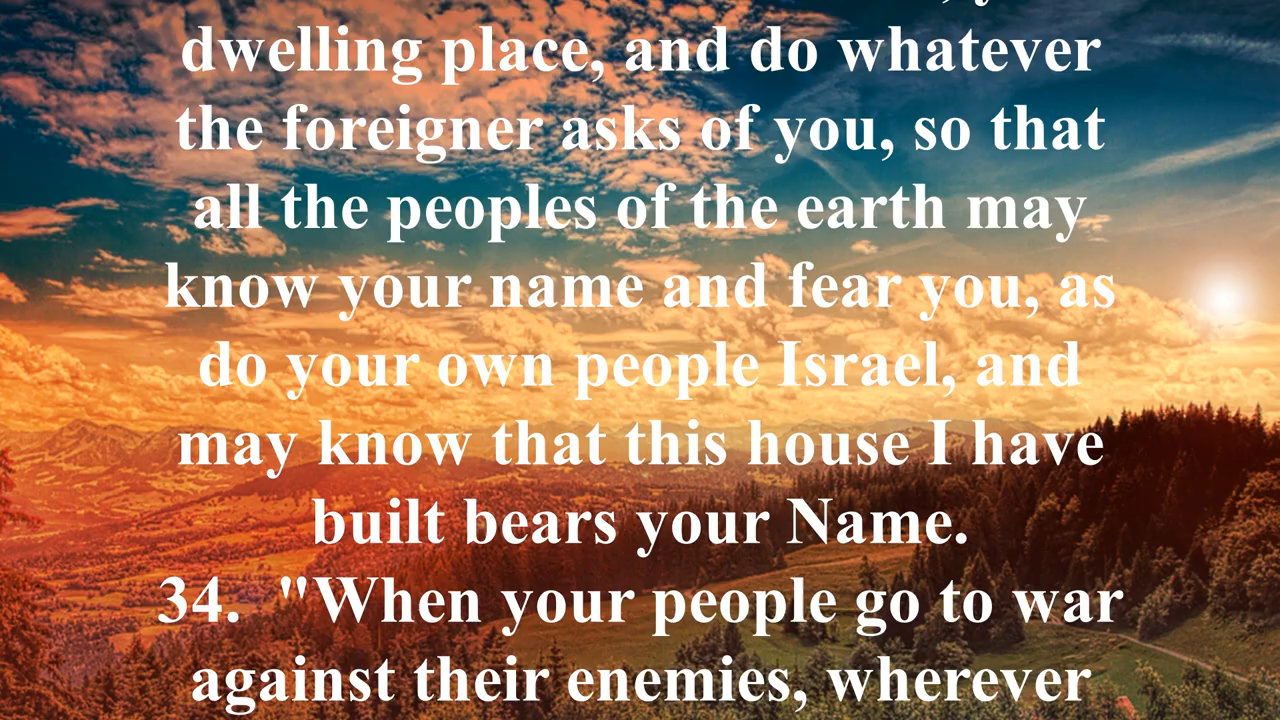 dwelling place, and do whatever
the foreigner asks of you, so that
all the peoples of the earth may
know your name and fear you, as
do your own people Israel, and
may know that this house I have
built bears your Name.
34.  "When your people go to war
against their enemies, wherever